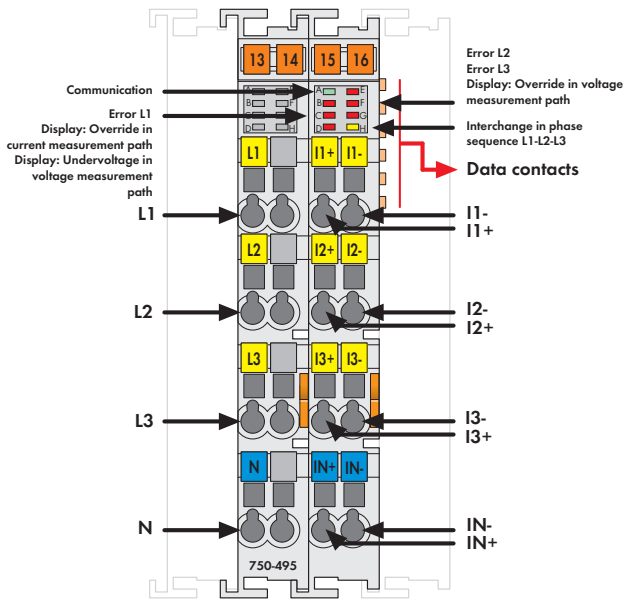 13 14 15 16
Communication
Error L1
Display: Override in
current measurement path
Display: Undervoltage in
voltage measurement
path
Error L2
Error L3
Display: Override in voltage
measurement path
Interchange in phase
sequence L1-L2-L3
Data contacts
A E
B F
C G
D H
L1 I1+ I1-
L1
I1-
I1+
L2 I2+ I2-
L2
I2-
I2+
L3 I3+ I3-
L3
I3-
I3+
N IN+ IN-
N
IN-
IN+
750-495